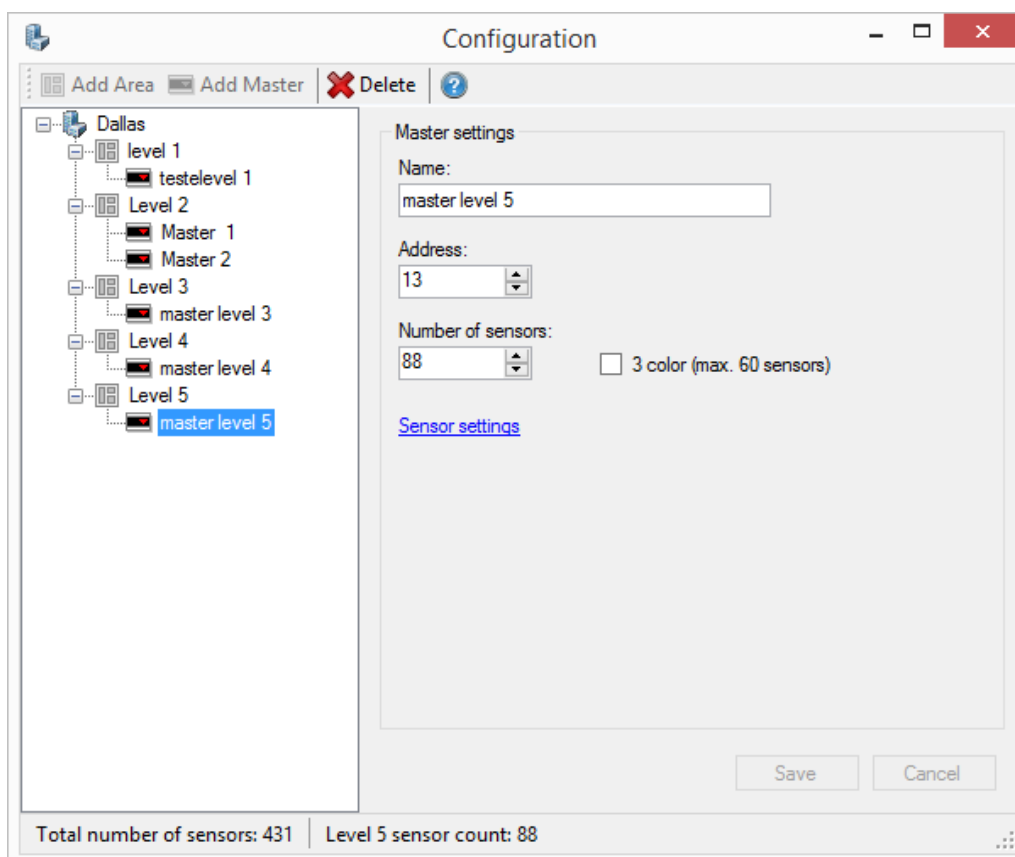 Configuration
Add Area Add Master Delete
Dallas
level 1
testelevel 1
Level 2
Master 1
Master 2
Level 3
master level 3
Level 4
master level 4
Level 5
master level 5
Master settings
Name:
master level 5
Address:
13
Number of sensors:
88 3 color (max. 60 sensors)
Sensor settings
Save Cancel
Total number of sensors: 431 Level 5 sensor count: 88